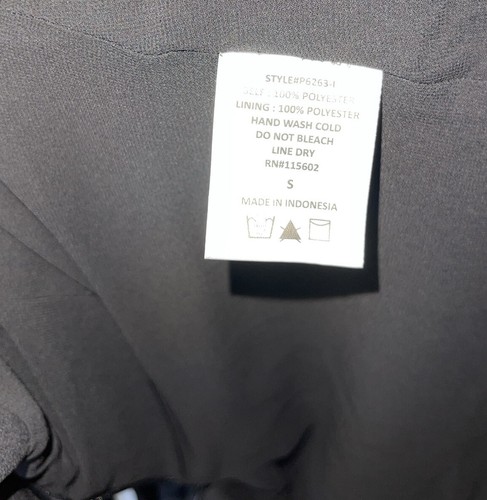 STYLE#P6263-I
SELF : 100% POLYESTER
LINING : 100% POLYESTER
HAND WASH COLD
DO NOT BLEACH
LINE DRY
RN#115602
S
MADE IN INDONESIA